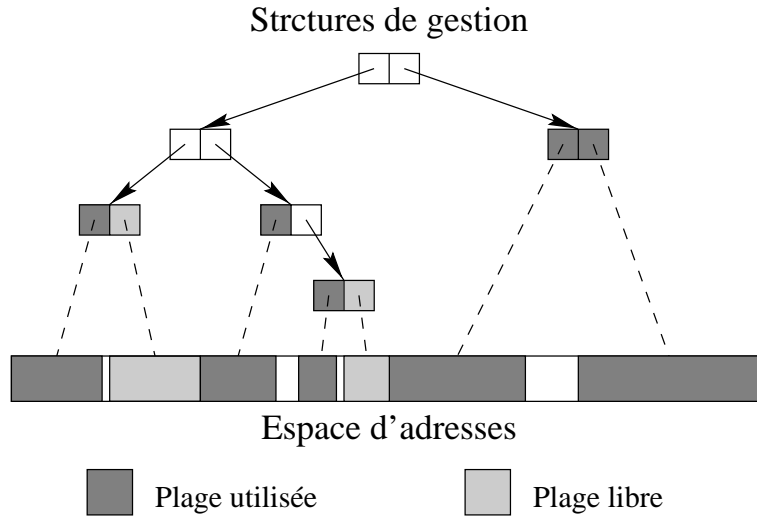 Strctures de gestion
Espace d'adresses
Plage utilisée
Plage libre